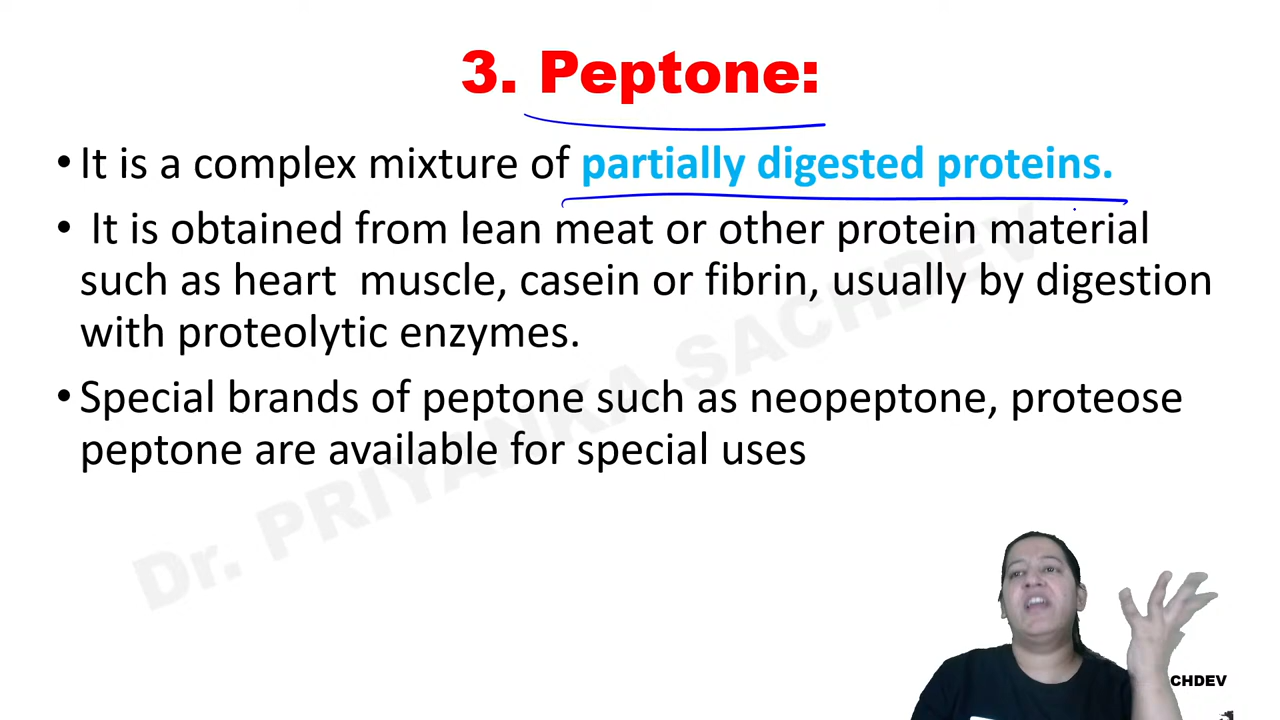 3. Peptone:
• It is a complex mixture of partially digested proteins.
• It is obtained from lean meat or other protein material
such as heart muscle, casein or fibrin, usually by digestion
with proteolytic enzymes.
• Special brands of peptone such as neopeptone, proteose
peptone are available for special uses
Dr. PRIYANKA SACHDEV
CHDEV